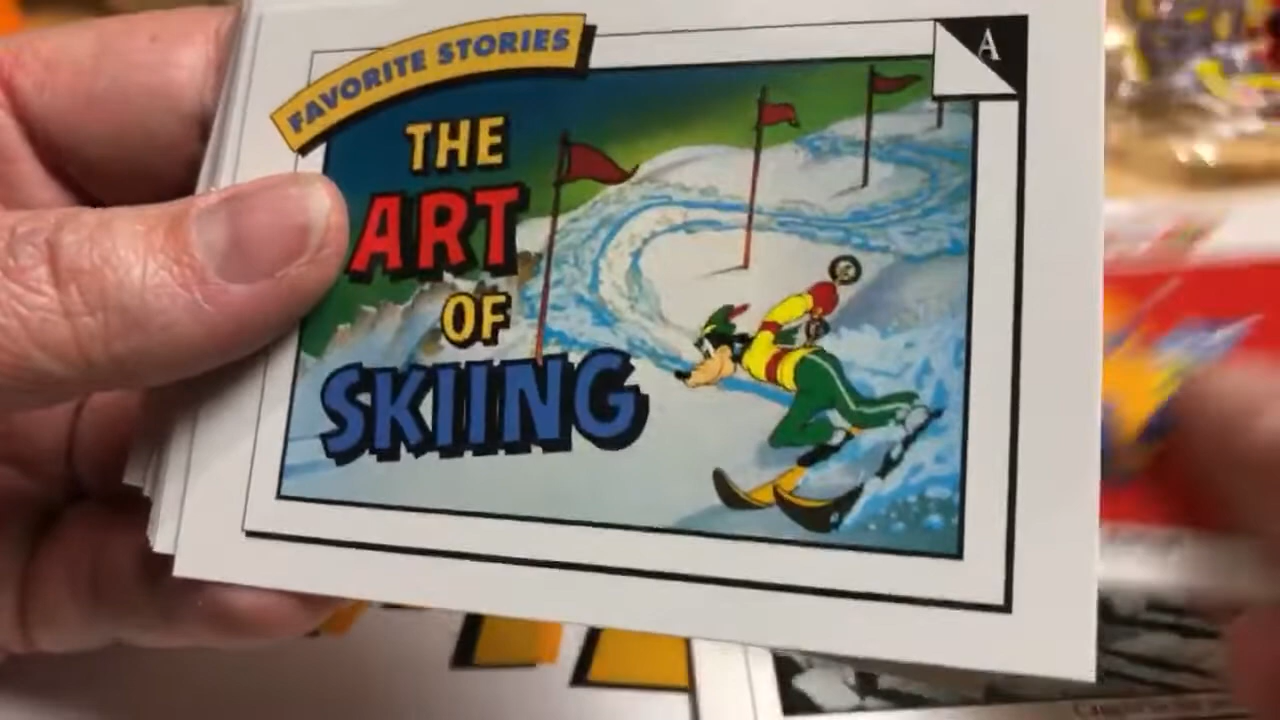 FAVORITE STORIES
A
THE
ART
OF
SKIING